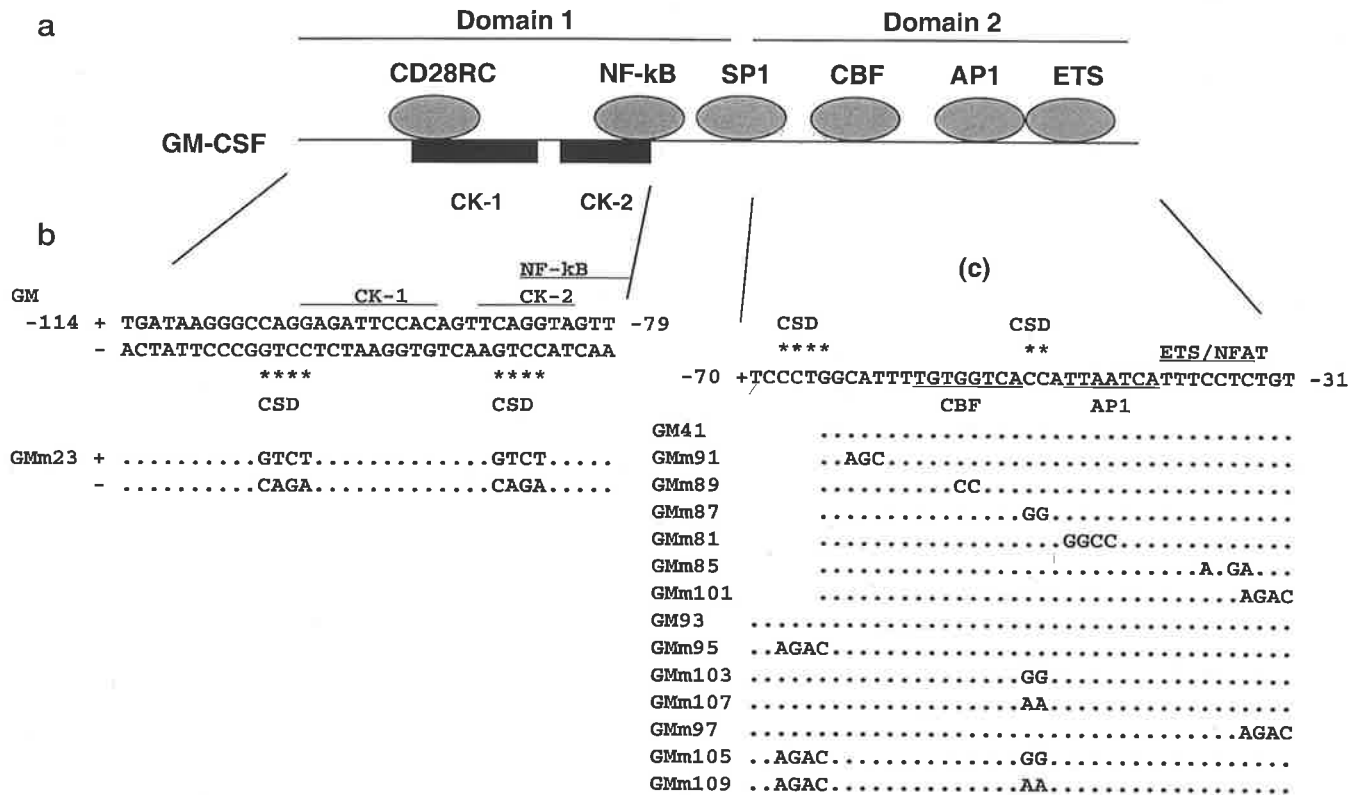 a
Domain 1
Domain 2
CD28RC NF-kB SP1 CBF AP1 ETS
GM-CSF
CK-1 CK-2
b
NF-kB
GM CK-1 CK-2
-114 + TGATAAGGGCCAGGAGATTCCACAGTTCAGGTAGTT -79
- ACTATTCCCGGTCCTCTAAGGTGTCAAGTCCATCAA
**** ****
CSD CSD
GMm23 + ..........GTCT.............GTCT.....
- ..........CAGA.............CAGA.....
(c)
CSD CSD
**** **
ETS/NFAT
-70 +TCCCTGGCATTTTGTGGTCACCATTAATCATTTCCTCTGT -31
CBF AP1
GM41 ...................................
GMm91 ..AGC..............................
GMm89 ..........CC.......................
GMm87 ...............GG..................
GMm81 ..................GGCC.............
GMm85 ............................A.GA...
GMm101 ...............................AGAC
GM93 ........................................
GMm95 ..AGAC..................................
GMm103 ....................GG..................
GMm107 ....................AA..................
GMm97 ....................................AGAC
GMm105 ..AGAC..............GG..................
GMm109 ..AGAC..............AA..................